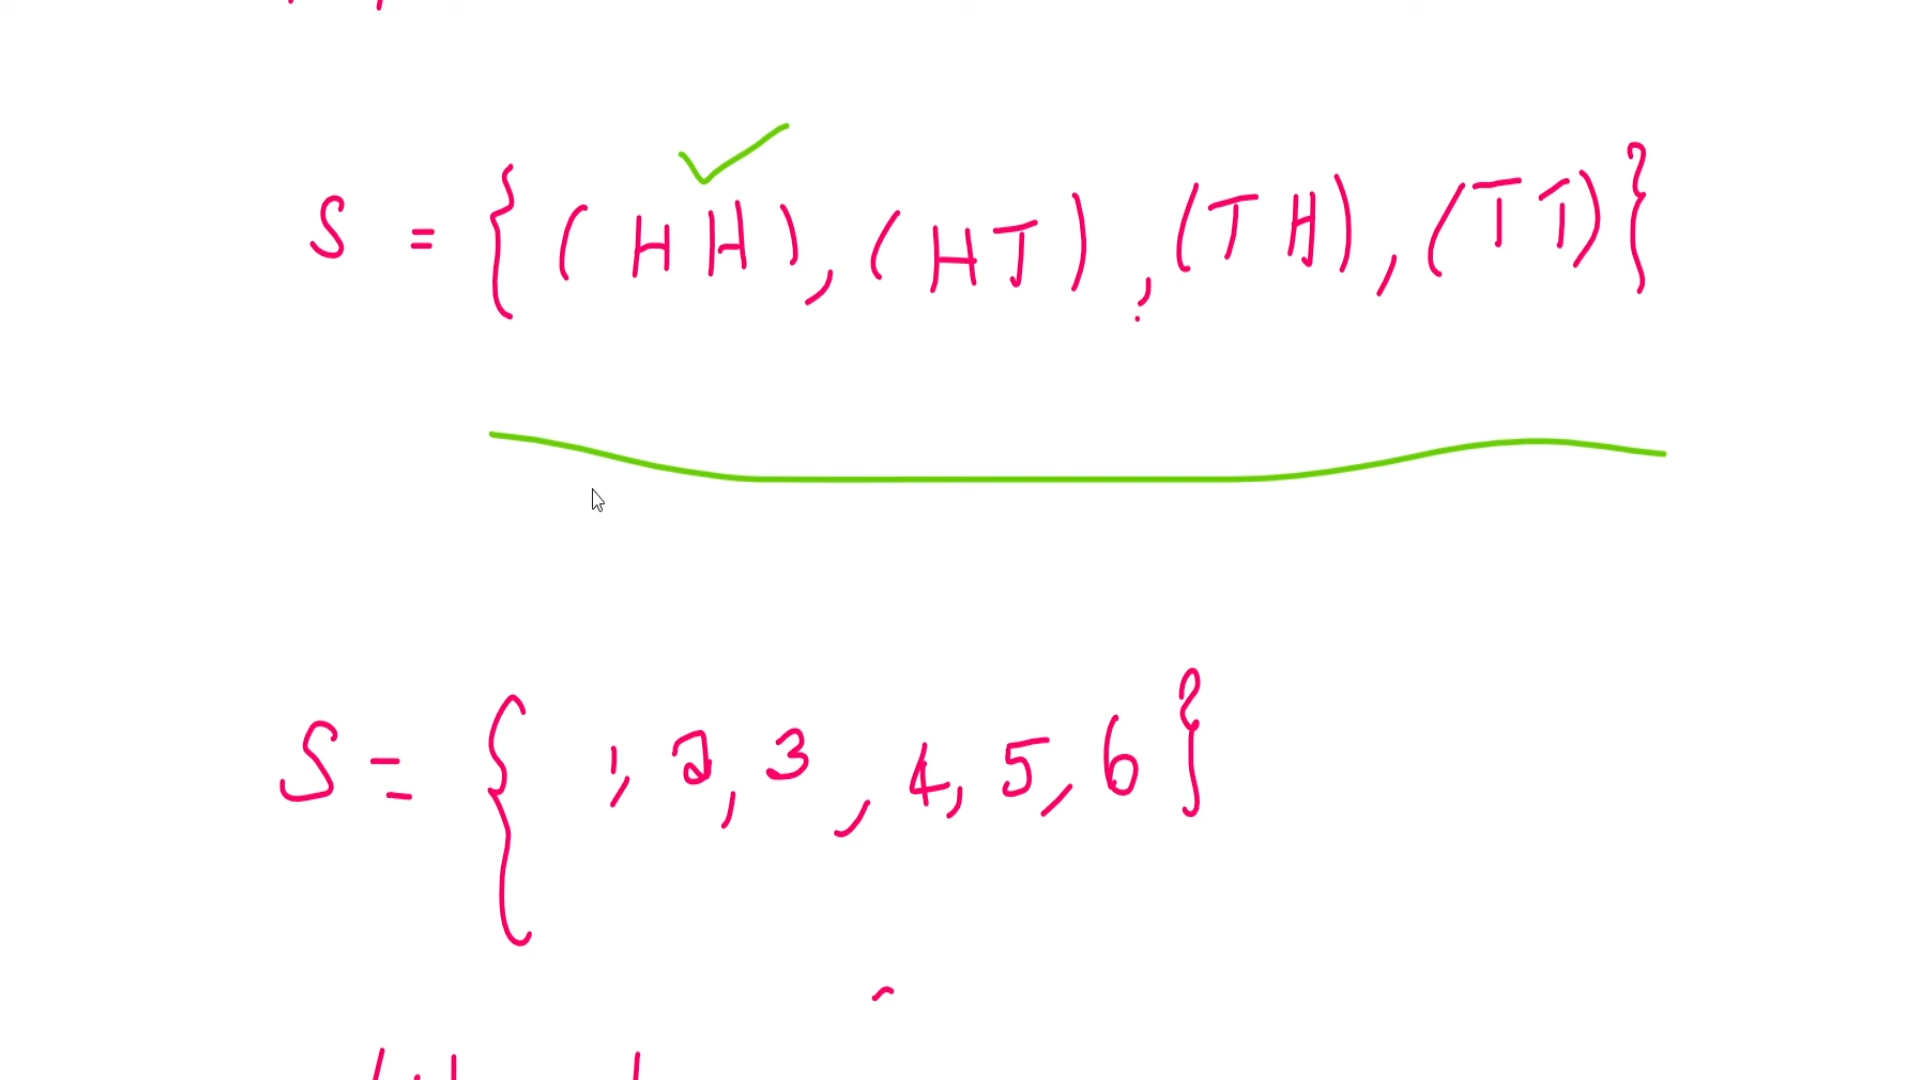 S = { (HH), (HT), (TH), (TT) }
S = { 1, 2, 3, 4, 5, 6 }